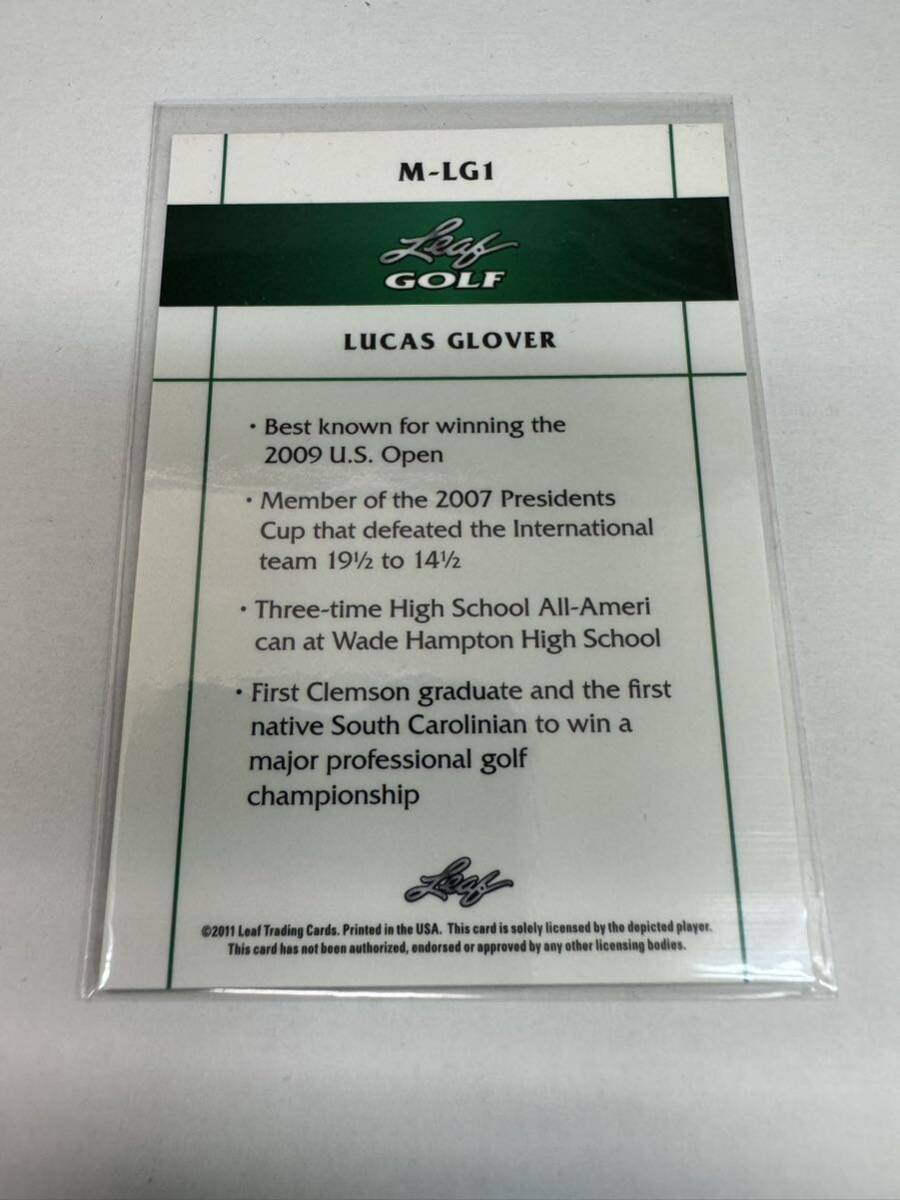 M-LG1
Leaf
GOLF
LUCAS GLOVER
• Best known for winning the
2009 U.S. Open
• Member of the 2007 Presidents
Cup that defeated the International
team 19½ to 14½
• Three-time High School All-Ameri
can at Wade Hampton High School
• First Clemson graduate and the first
native South Carolinian to win a
major professional golf
championship
Leaf
©2011 Leaf Trading Cards. Printed in the USA. This card is solely licensed by the depicted player.
This card has not been authorized, endorsed or approved by any other licensing bodies.